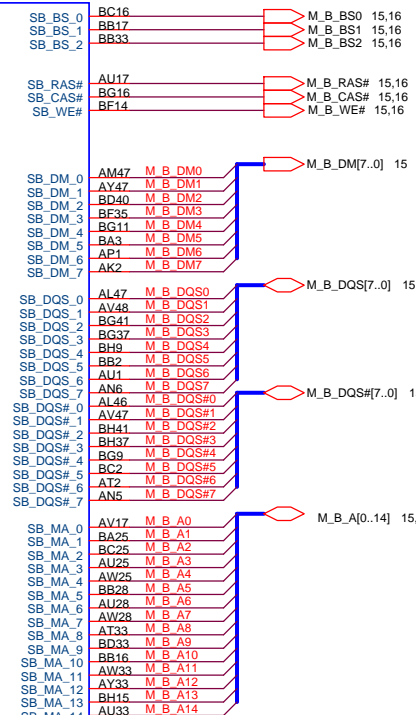 SB_BS_0 BC16 M_B_BS0 15,16
SB_BS_1 BB17 M_B_BS1 15,16
SB_BS_2 BB33 M_B_BS2 15,16
SB_RAS# AU17 M_B_RAS# 15,16
SB_CAS# BG16 M_B_CAS# 15,16
SB_WE# BF14 M_B_WE# 15,16
M_B_DM[7..0] 15
SB_DM_0 AM47 M_B_DM0
SB_DM_1 AY47 M_B_DM1
SB_DM_2 BD40 M_B_DM2
SB_DM_3 BF35 M_B_DM3
SB_DM_4 BG11 M_B_DM4
SB_DM_5 BA3 M_B_DM5
SB_DM_6 AP1 M_B_DM6
SB_DM_7 AK2 M_B_DM7
M_B_DQS[7..0] 15
SB_DQS_0 AL47 M_B_DQS0
SB_DQS_1 AV48 M_B_DQS1
SB_DQS_2 BG41 M_B_DQS2
SB_DQS_3 BG37 M_B_DQS3
SB_DQS_4 BH9 M_B_DQS4
SB_DQS_5 BB2 M_B_DQS5
SB_DQS_6 AU1 M_B_DQS6
SB_DQS_7 AN6 M_B_DQS7
M_B_DQS#[7..0] 1
SB_DQS#_0 AL46 M_B_DQS#0
SB_DQS#_1 AV47 M_B_DQS#1
SB_DQS#_2 BH41 M_B_DQS#2
SB_DQS#_3 BH37 M_B_DQS#3
SB_DQS#_4 BG9 M_B_DQS#4
SB_DQS#_5 BC2 M_B_DQS#5
SB_DQS#_6 AT2 M_B_DQS#6
SB_DQS#_7 AN5 M_B_DQS#7
M_B_A[0..14] 15,
SB_MA_0 AV17 M_B_A0
SB_MA_1 BA25 M_B_A1
SB_MA_2 BC25 M_B_A2
SB_MA_3 AU25 M_B_A3
SB_MA_4 AW25 M_B_A4
SB_MA_5 BB28 M_B_A5
SB_MA_6 AU28 M_B_A6
SB_MA_7 AW28 M_B_A7
SB_MA_8 AT33 M_B_A8
SB_MA_9 BD33 M_B_A9
SB_MA_10 BB16 M_B_A10
SB_MA_11 AW33 M_B_A11
SB_MA_12 AY33 M_B_A12
SB_MA_13 BH15 M_B_A13
SB_MA_14 AU33 M_B_A14